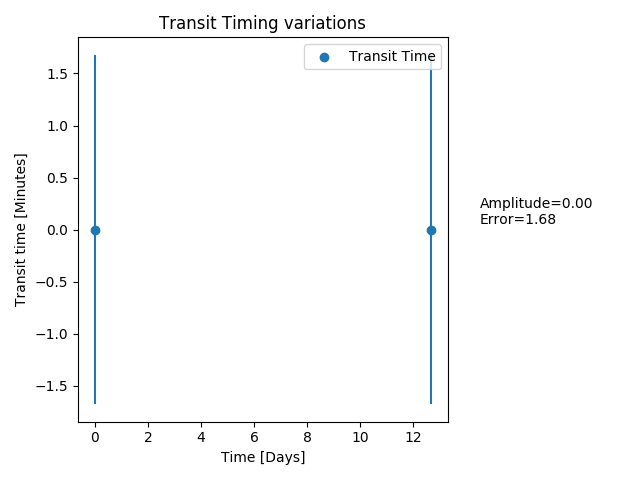 Transit Timing variations
Transit Time
1.5
1.0
0.5
0.0
−0.5
−1.0
−1.5
Transit time [Minutes]
0 2 4 6 8 10 12
Time [Days]
Amplitude=0.00
Error=1.68